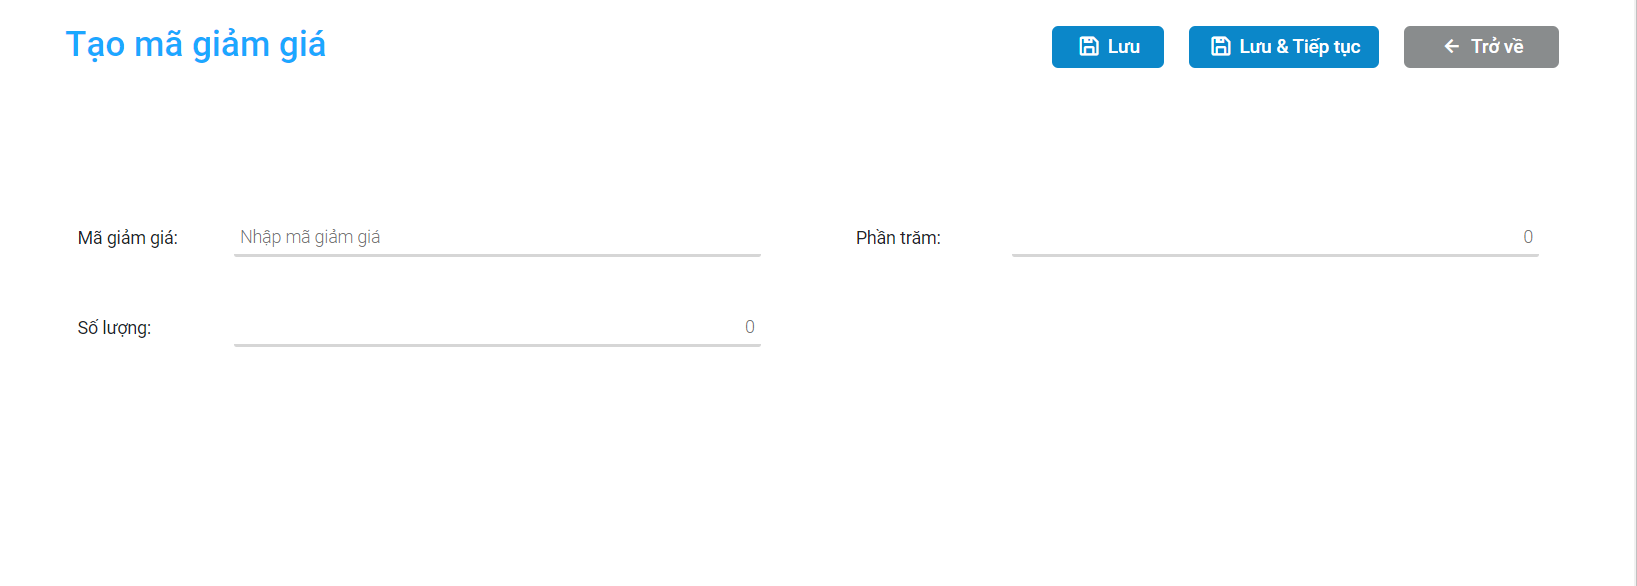 Tạo mã giảm giá
Lưu
Lưu & Tiếp tục
Trở về
Mã giảm giá:
Nhập mã giảm giá
Phần trăm:
0
Số lượng:
0